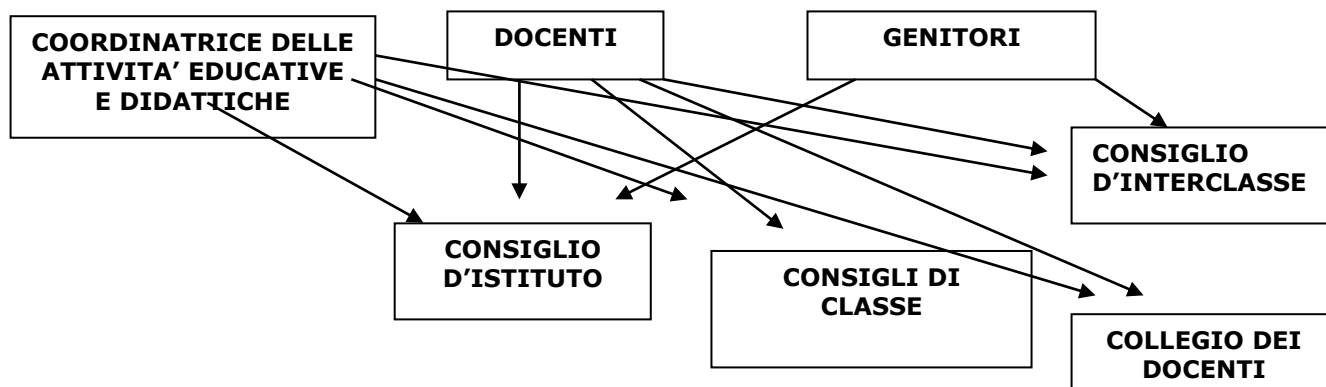 COORDINATRICE DELLE
ATTIVITA’ EDUCATIVE
E DIDATTICHE
DOCENTI
GENITORI
CONSIGLIO
D’INTERCLASSE
CONSIGLIO
D’ISTITUTO
CONSIGLI DI
CLASSE
COLLEGIO DEI
DOCENTI